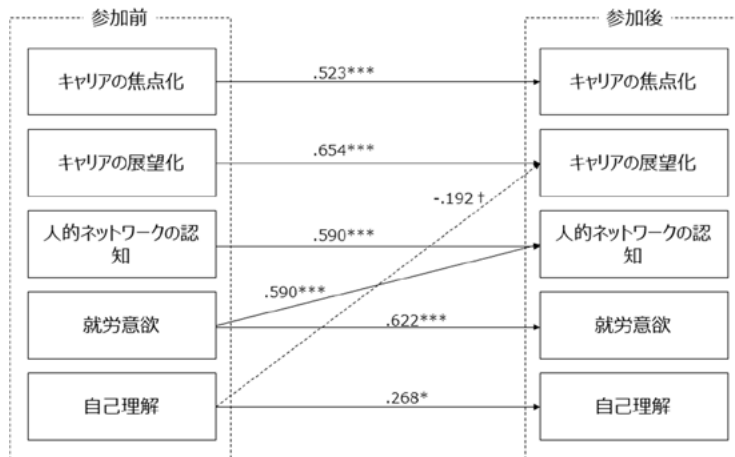 参加前
参加後
キャリアの焦点化
.523***
キャリアの焦点化
キャリアの展望化
.654***
キャリアの展望化
-.192†
人的ネットワークの認
知
.590***
人的ネットワークの認
知
.590***
就労意欲
.622***
就労意欲
自己理解
.268*
自己理解